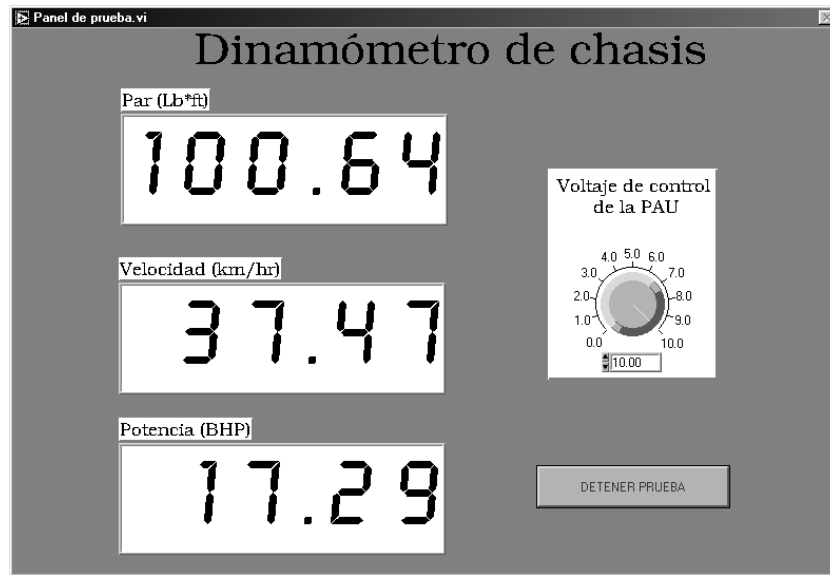 Panel de prueba.vi
Dinamómetro de chasis
Par (Lb*ft)
100.64
Velocidad (km/hr)
37.47
Potencia (BHP)
17.29
Voltaje de control
de la PAU
0.0 1.0 2.0 3.0 4.0 5.0 6.0 7.0 8.0 9.0 10.0
10.00
DETENER PRUEBA